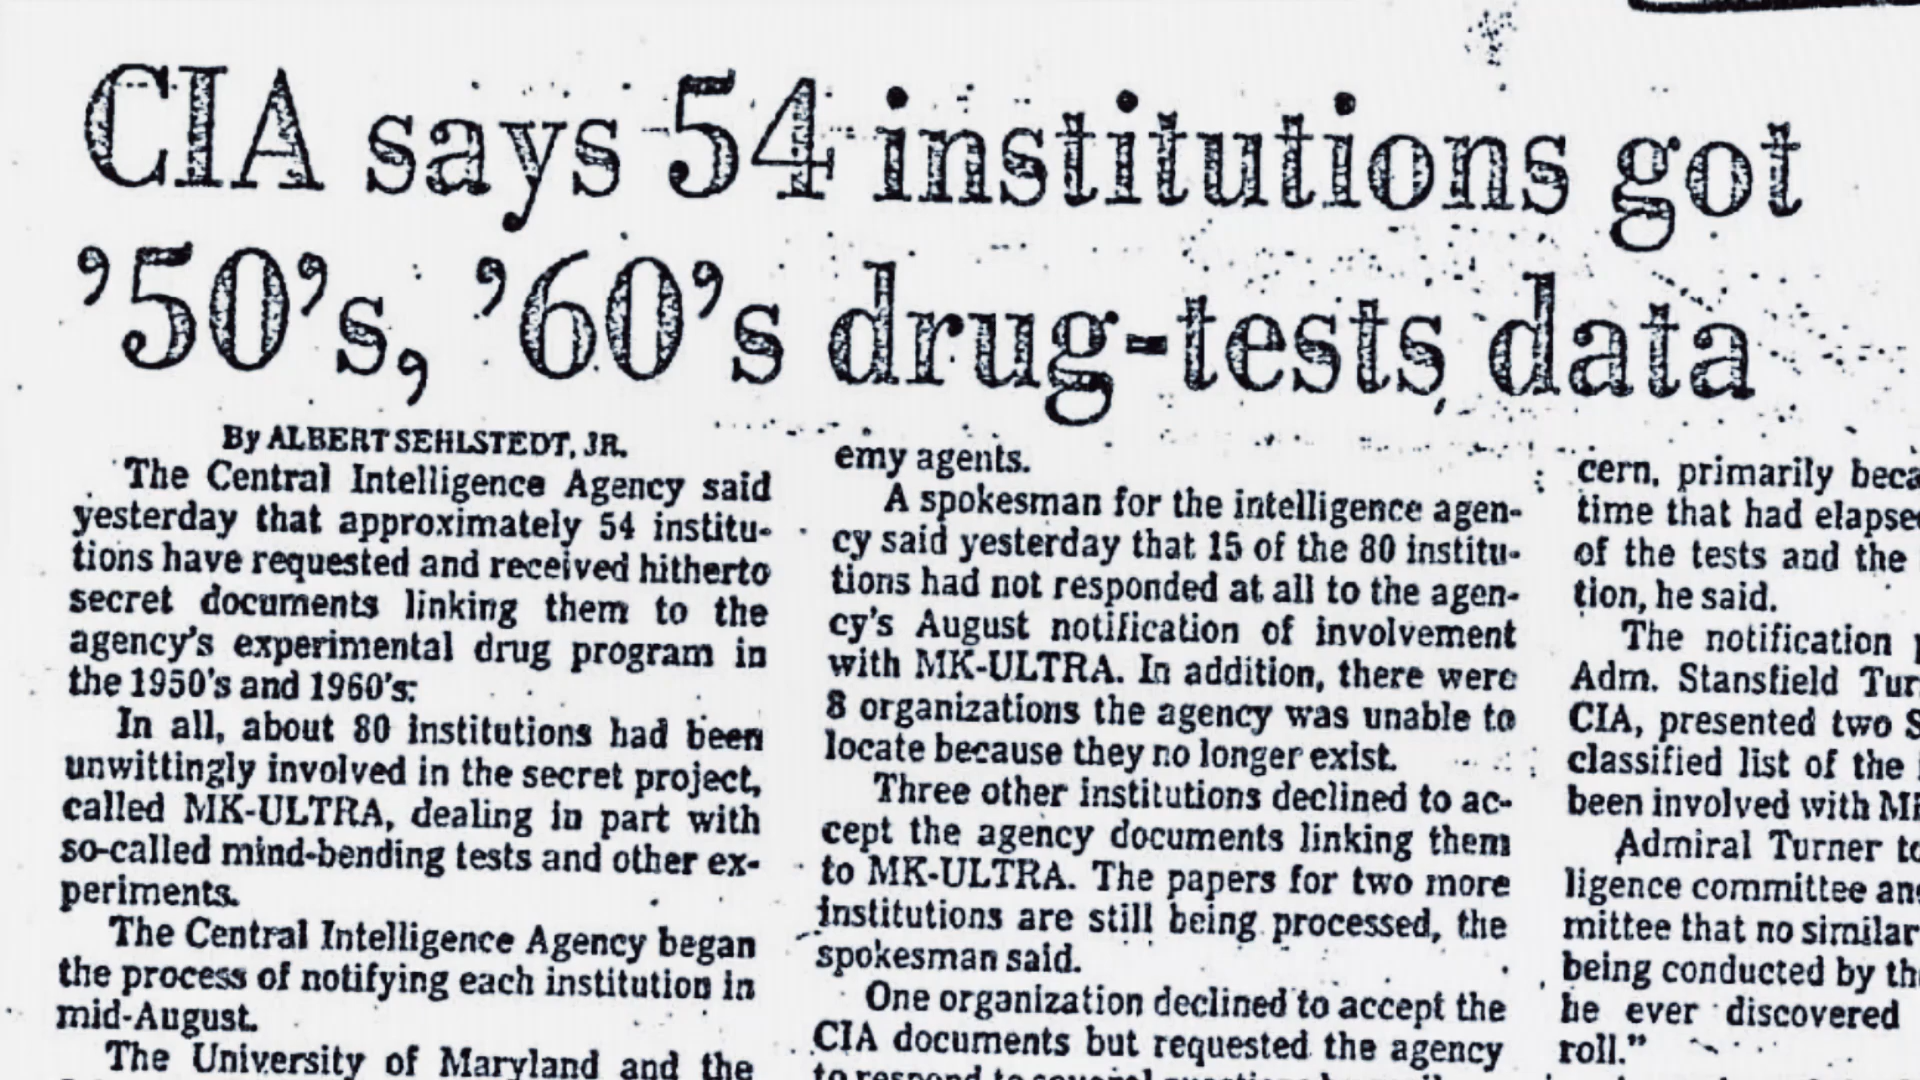 CIA says 54 institutions got
’50’s, ’60’s drug-tests data
By ALBERT SEHLSTEDT, JR.
The Central Intelligence Agency said
yesterday that approximately 54 institu-
tions have requested and received hitherto
secret documents linking them to the
agency's experimental drug program in
the 1950's and 1960's.
In all, about 80 institutions had been
unwittingly involved in the secret project,
called MK-ULTRA, dealing in part with
so-called mind-bending tests and other ex-
periments.
The Central Intelligence Agency began
the process of notifying each institution in
mid-August.
The University of Maryland and the
emy agents.
A spokesman for the intelligence agen-
cy said yesterday that 15 of the 80 institu-
tions had not responded at all to the agen-
cy's August notification of involvement
with MK-ULTRA. In addition, there were
8 organizations the agency was unable to
locate because they no longer exist.
Three other institutions declined to ac-
cept the agency documents linking them
to MK-ULTRA. The papers for two more
institutions are still being processed, the
spokesman said.
One organization declined to accept the
CIA documents but requested the agency
to respond to several questions
cern, primarily beca
time that had elapse
of the tests and the
tion, he said.
The notification
Adm. Stansfield Tur
CIA, presented two S
classified list of the
been involved with
Admiral Turner to
ligence committee an
mittee that no similar
being conducted by th
he ever discovered
roll.”